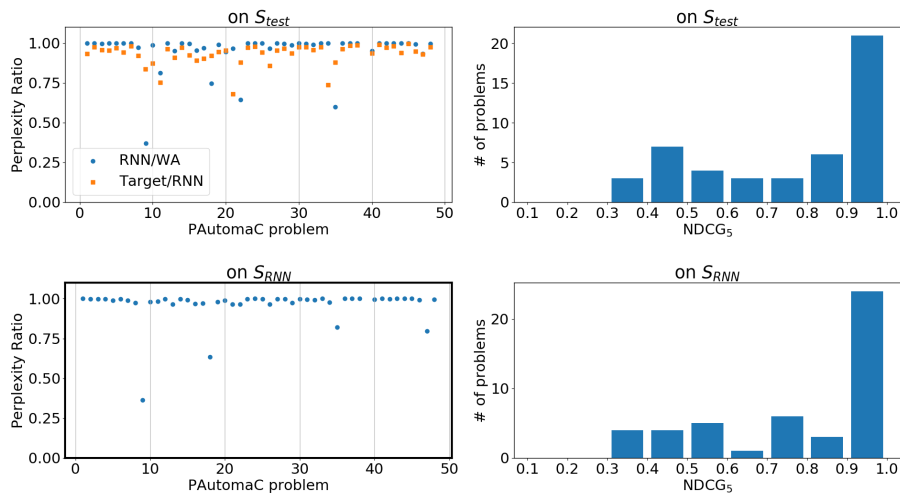 on S_test
Perplexity Ratio
1.00
0.75
0.50
0.25
0.00
RNN/WA
Target/RNN
0 10 20 30 40 50
PAutomaC problem
on S_test
# of problems
20
15
10
5
0
0.1 0.2 0.3 0.4 0.5 0.6 0.7 0.8 0.9 1.0
NDCG₅
on S_RNN
Perplexity Ratio
1.00
0.75
0.50
0.25
0.00
0 10 20 30 40 50
PAutomaC problem
on S_RNN
# of problems
20
10
0
0.1 0.2 0.3 0.4 0.5 0.6 0.7 0.8 0.9 1.0
NDCG₅